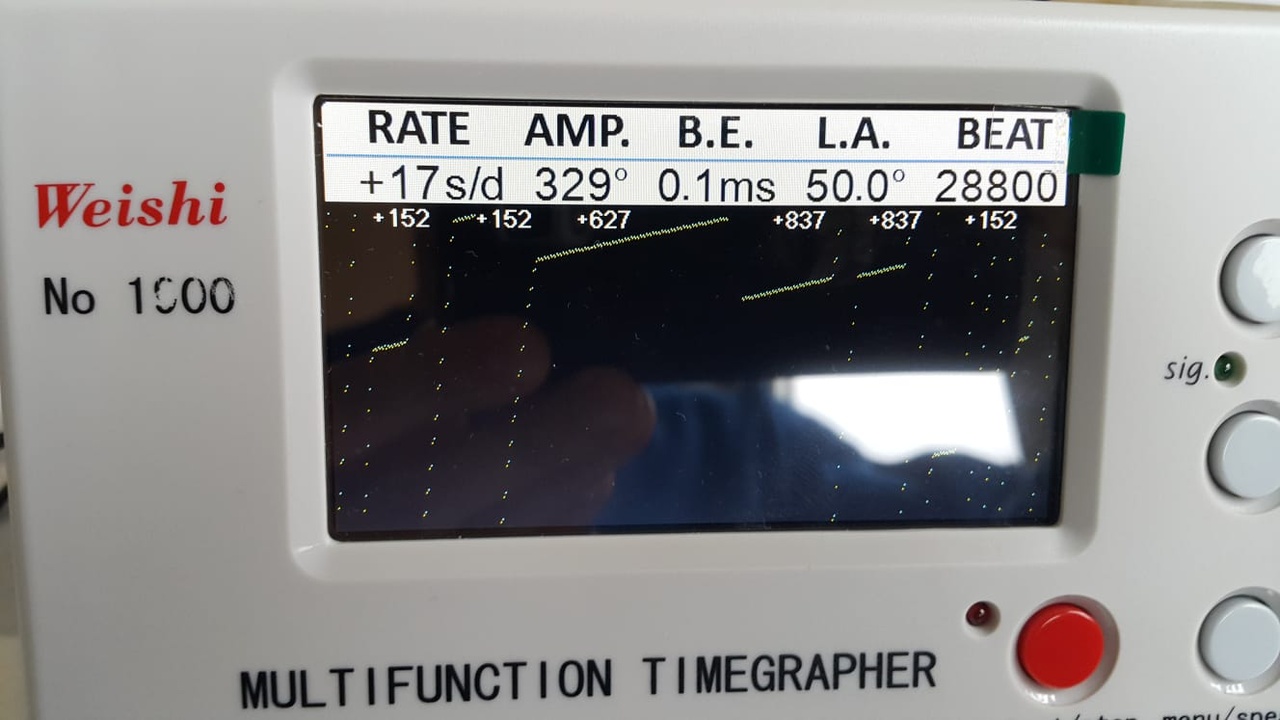 RATE AMP. B.E. L.A. BEAT
+17s/d 329° 0.1ms 50.0° 28800
+152 +152 +627 +837 +837 +152
Weishi
No 1900
sig.
MULTIFUNCTION TIMEGRAPHER